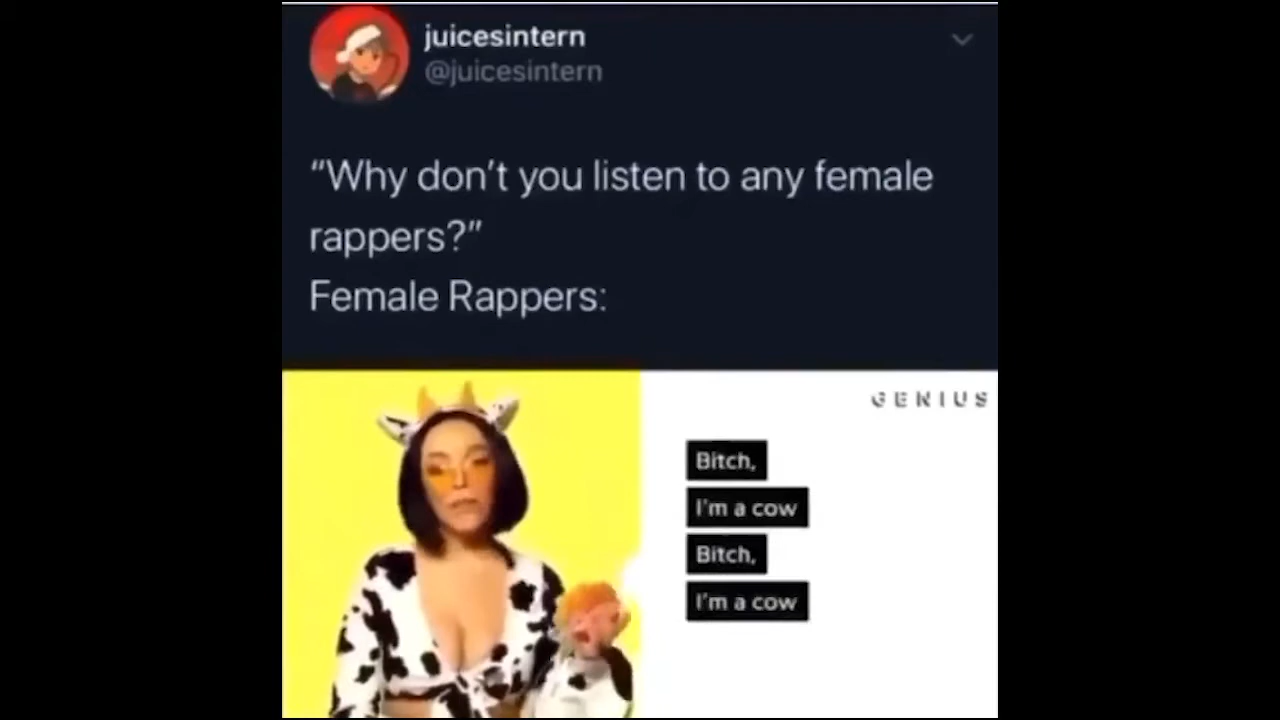 juicesintern
@juicesintern
“Why don’t you listen to any female
rappers?”
Female Rappers:
GENIUS
Bitch,
I'm a cow
Bitch,
I'm a cow